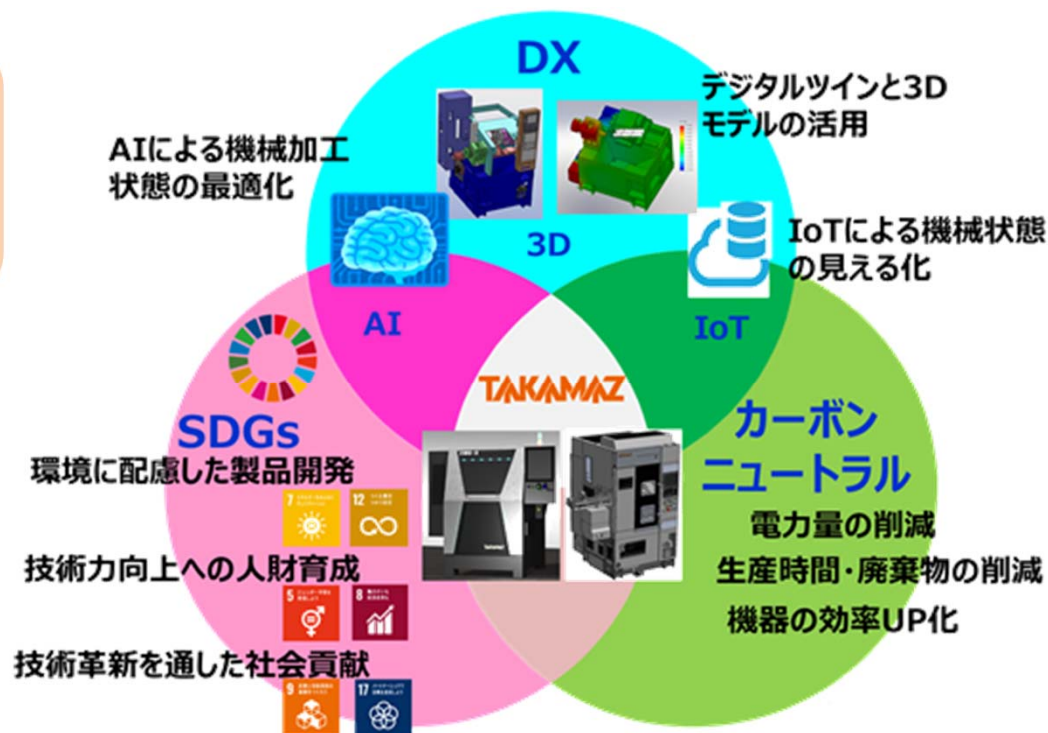 DX
デジタルツインと3D
モデルの活用
AIによる機械加工
状態の最適化
3D
IoTによる機械状態
の見える化
AI
IoT
TAKAMAZ
SDGs
カーボン
ニュートラル
環境に配慮した製品開発
7
12
電力量の削減
技術力向上への人財育成
生産時間・廃棄物の削減
5
8
機器の効率UP化
技術革新を通した社会貢献
9
17